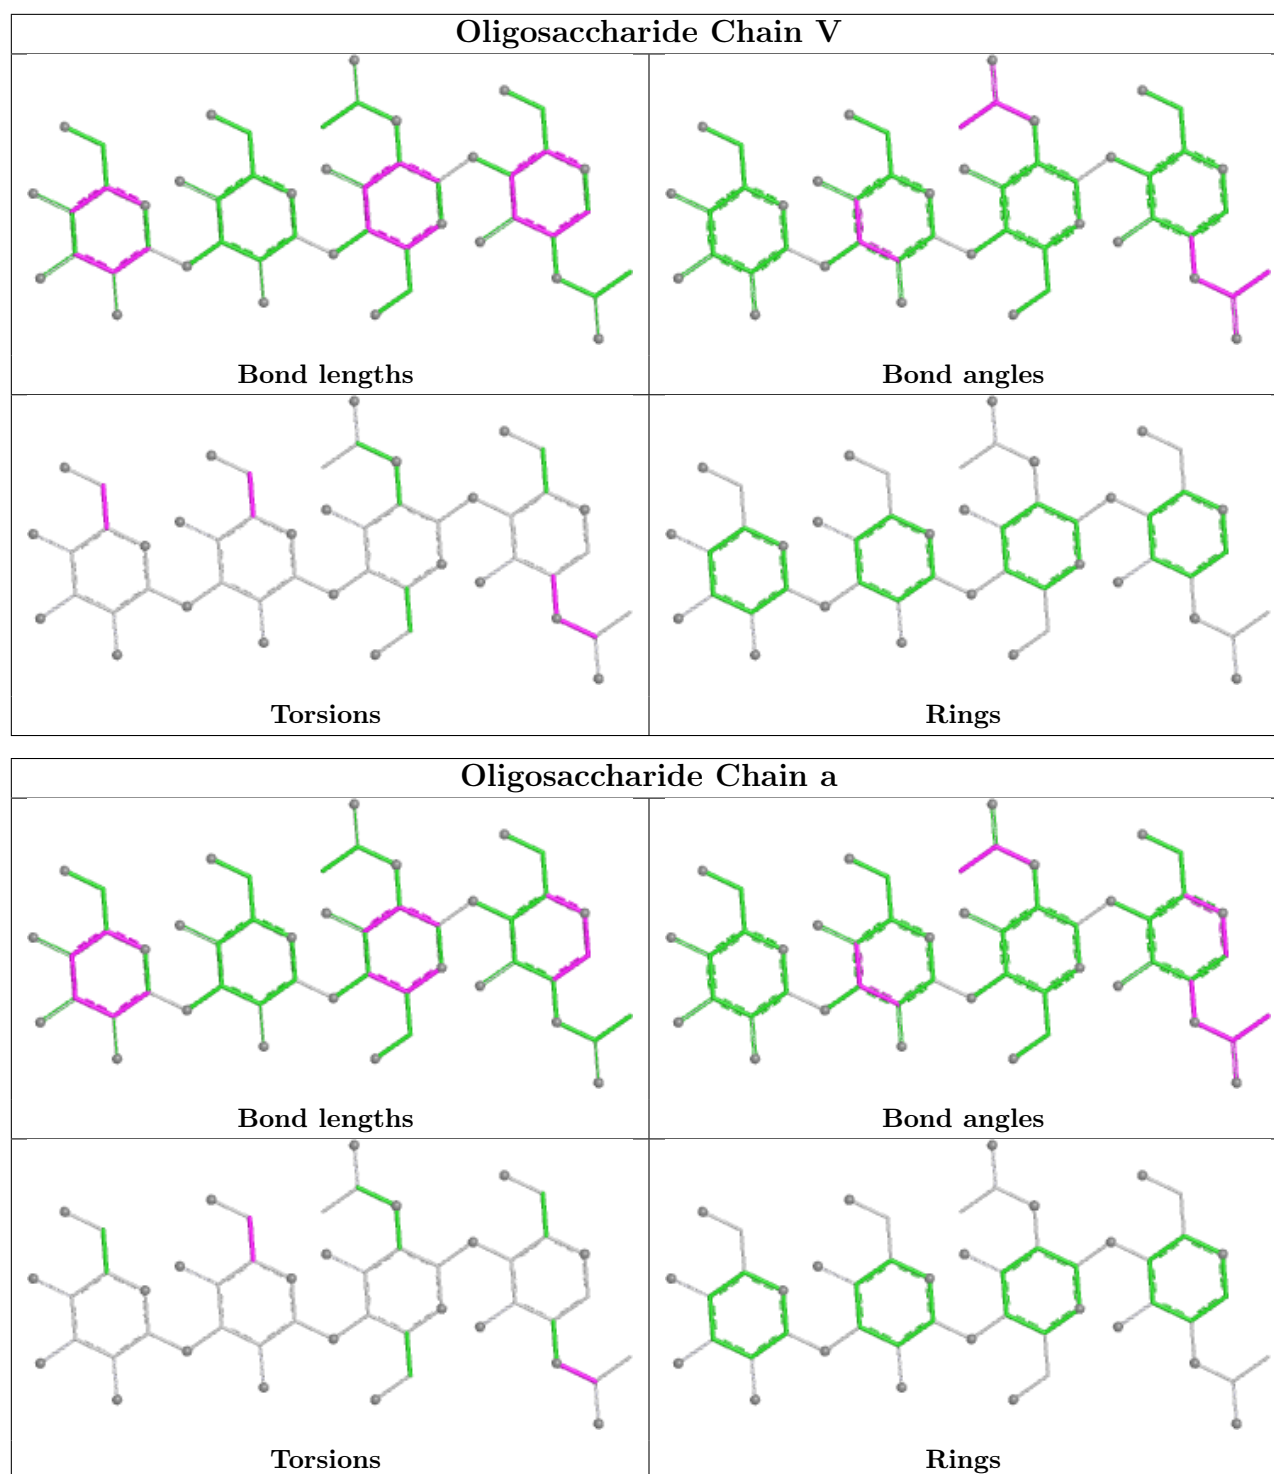 Oligosaccharide Chain V
Bond lengths
Bond angles
Torsions
Rings
Oligosaccharide Chain a
Bond lengths
Bond angles
Torsions
Rings